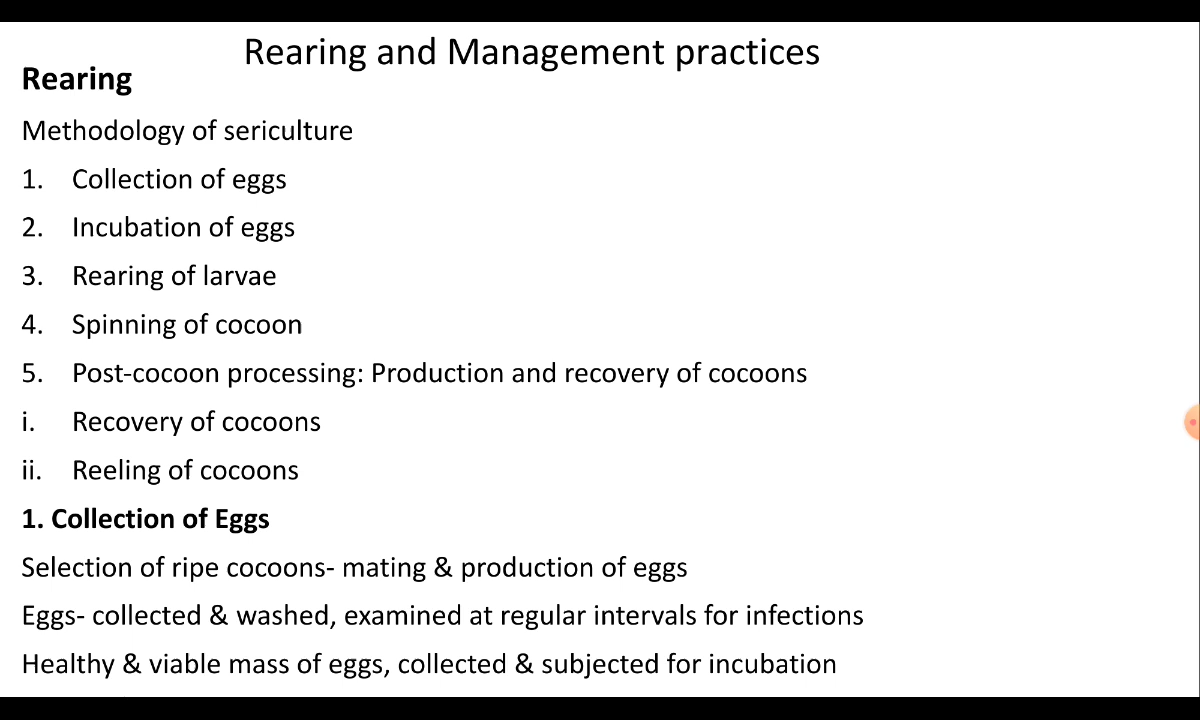 Rearing and Management practices
Rearing
Methodology of sericulture
1. Collection of eggs
2. Incubation of eggs
3. Rearing of larvae
4. Spinning of cocoon
5. Post-cocoon processing: Production and recovery of cocoons
i. Recovery of cocoons
ii. Reeling of cocoons
1. Collection of Eggs
Selection of ripe cocoons- mating & production of eggs
Eggs- collected & washed, examined at regular intervals for infections
Healthy & viable mass of eggs, collected & subjected for incubation